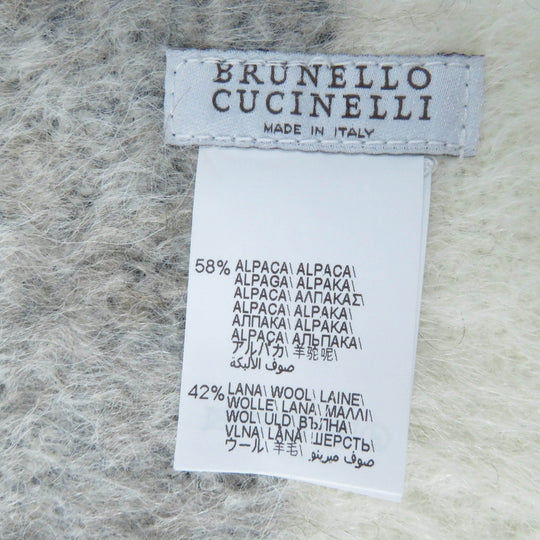 BRUNELLO
CUCINELLI
MADE IN ITALY
58% ALPACA\ ALPACA\
ALPAGA\ ALPAKA\
ALPACA\ ΑΛΠΑΚΑΣ\
ALPACA\ ALPAKA\
АЛПАКА\ ALPAKA\
ALPACA\ АЛЬПАКА\
アルパカ\ 羊驼呢\
صوف الألبكة
42% LANA\ WOOL\ LAINE\
WOLLE\ LANA\ ΜΑΛΛΙ\
WOL\ ULD\ ВЪЛНА\
VLNA\ LANA\ ШЕРСТЬ\
ウール\ 羊毛\ صوف ميرينو